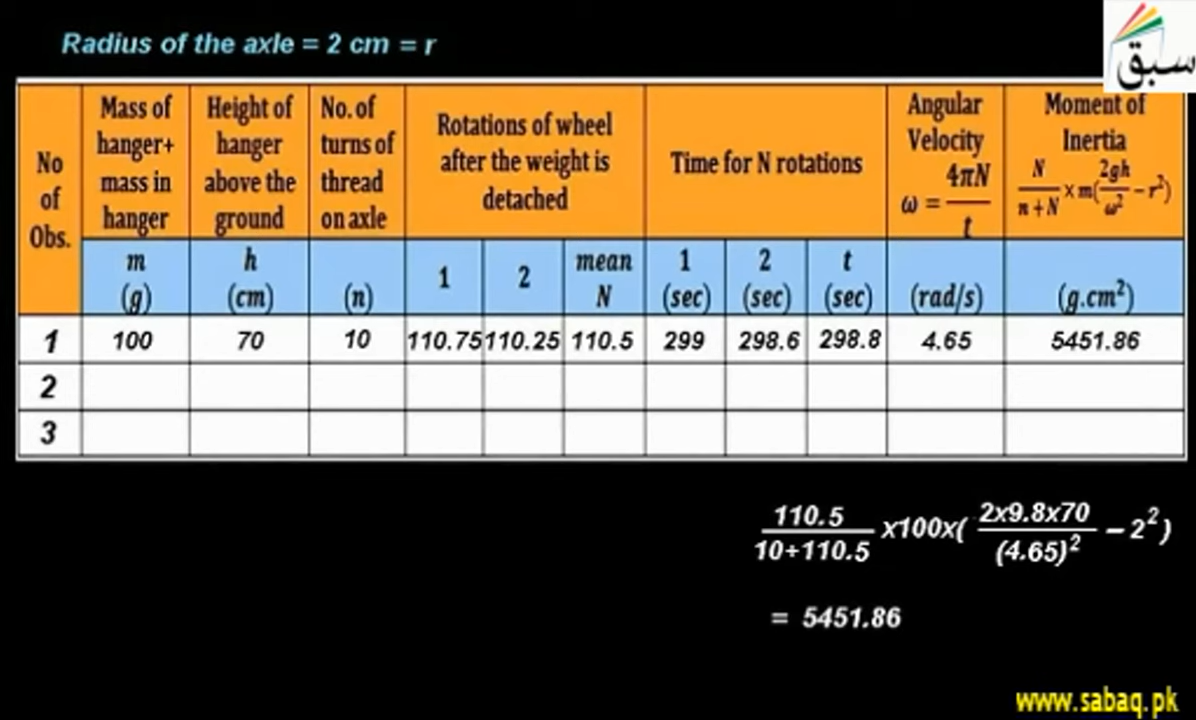 سبق
Radius of the axle = 2 cm = r
No of Obs.
Mass of hanger+ mass in hanger
Height of hanger above the ground
No. of turns of thread on axle
Rotations of wheel after the weight is detached
Time for N rotations
Angular Velocity ω = 4πN / t
Moment of Inertia N / n + N × m(2gh / ω² − r²)
m (g)
h (cm)
(n)
1
2
mean N
1 (sec)
2 (sec)
t (sec)
(rad/s)
(g.cm²)
1 100 70 10 110.75 110.25 110.5 299 298.6 298.8 4.65 5451.86
2
3
110.5 / 10+110.5 x100x( 2x9.8x70 / (4.65)² − 2²)
= 5451.86
www.sabaq.pk